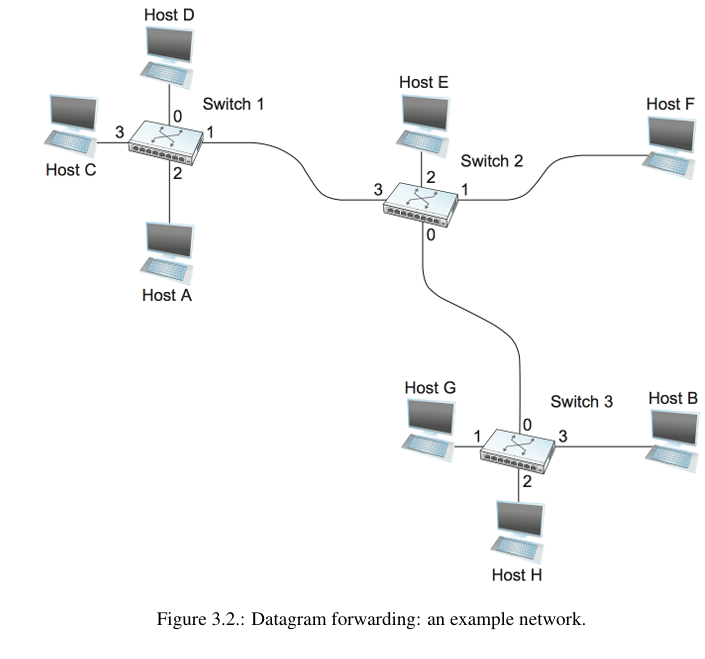 Host D
0
Switch 1
3
1
Host C
2
Host A
Host E
Host F
Switch 2
2
3
1
0
Host G
Switch 3
Host B
0
1
3
2
Host H
Figure 3.2.: Datagram forwarding: an example network.